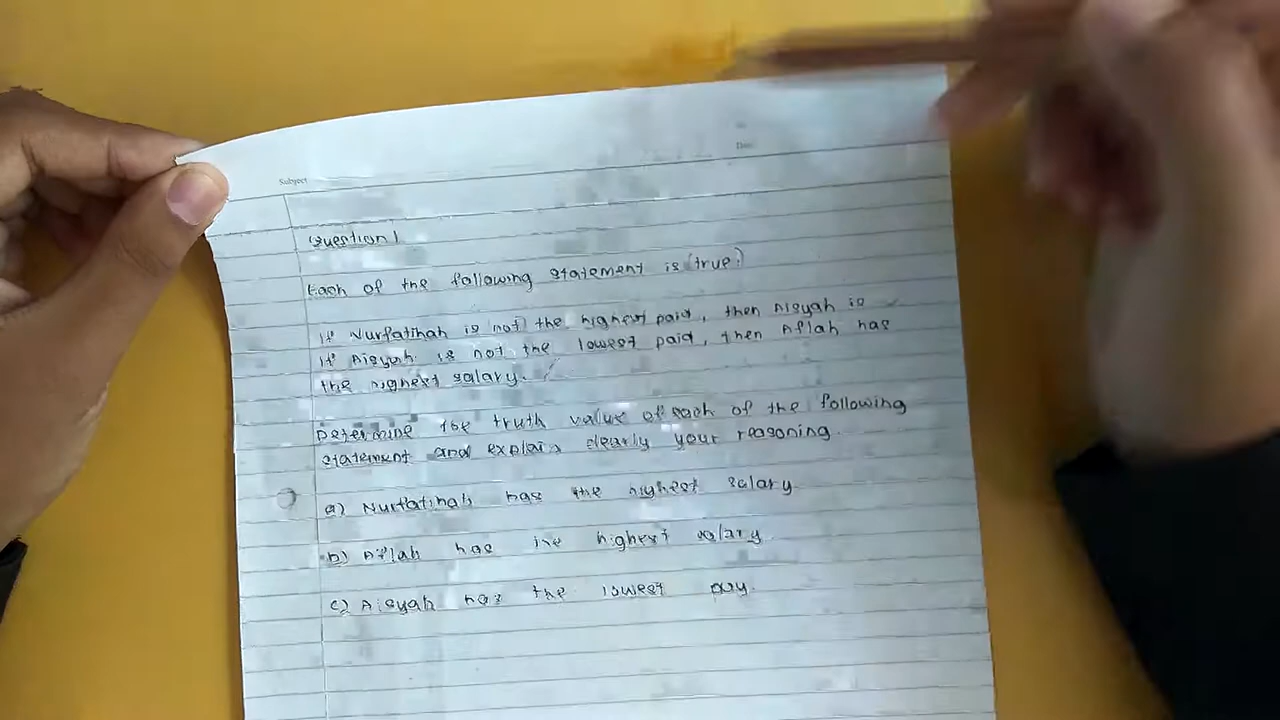 Subject
Date
Question 1
Each of the following statement is (true.)
If Nurfatihah is not the highest paid, then Aisyah is
If Aisyah is not the lowest paid, then Aflah has
the highest salary.
Determine the truth value of each of the following
statement and explain clearly your reasoning
a) Nurfatihah has the highest salary
b) Aflah has the highest salary
c) Aisyah has the lowest pay.